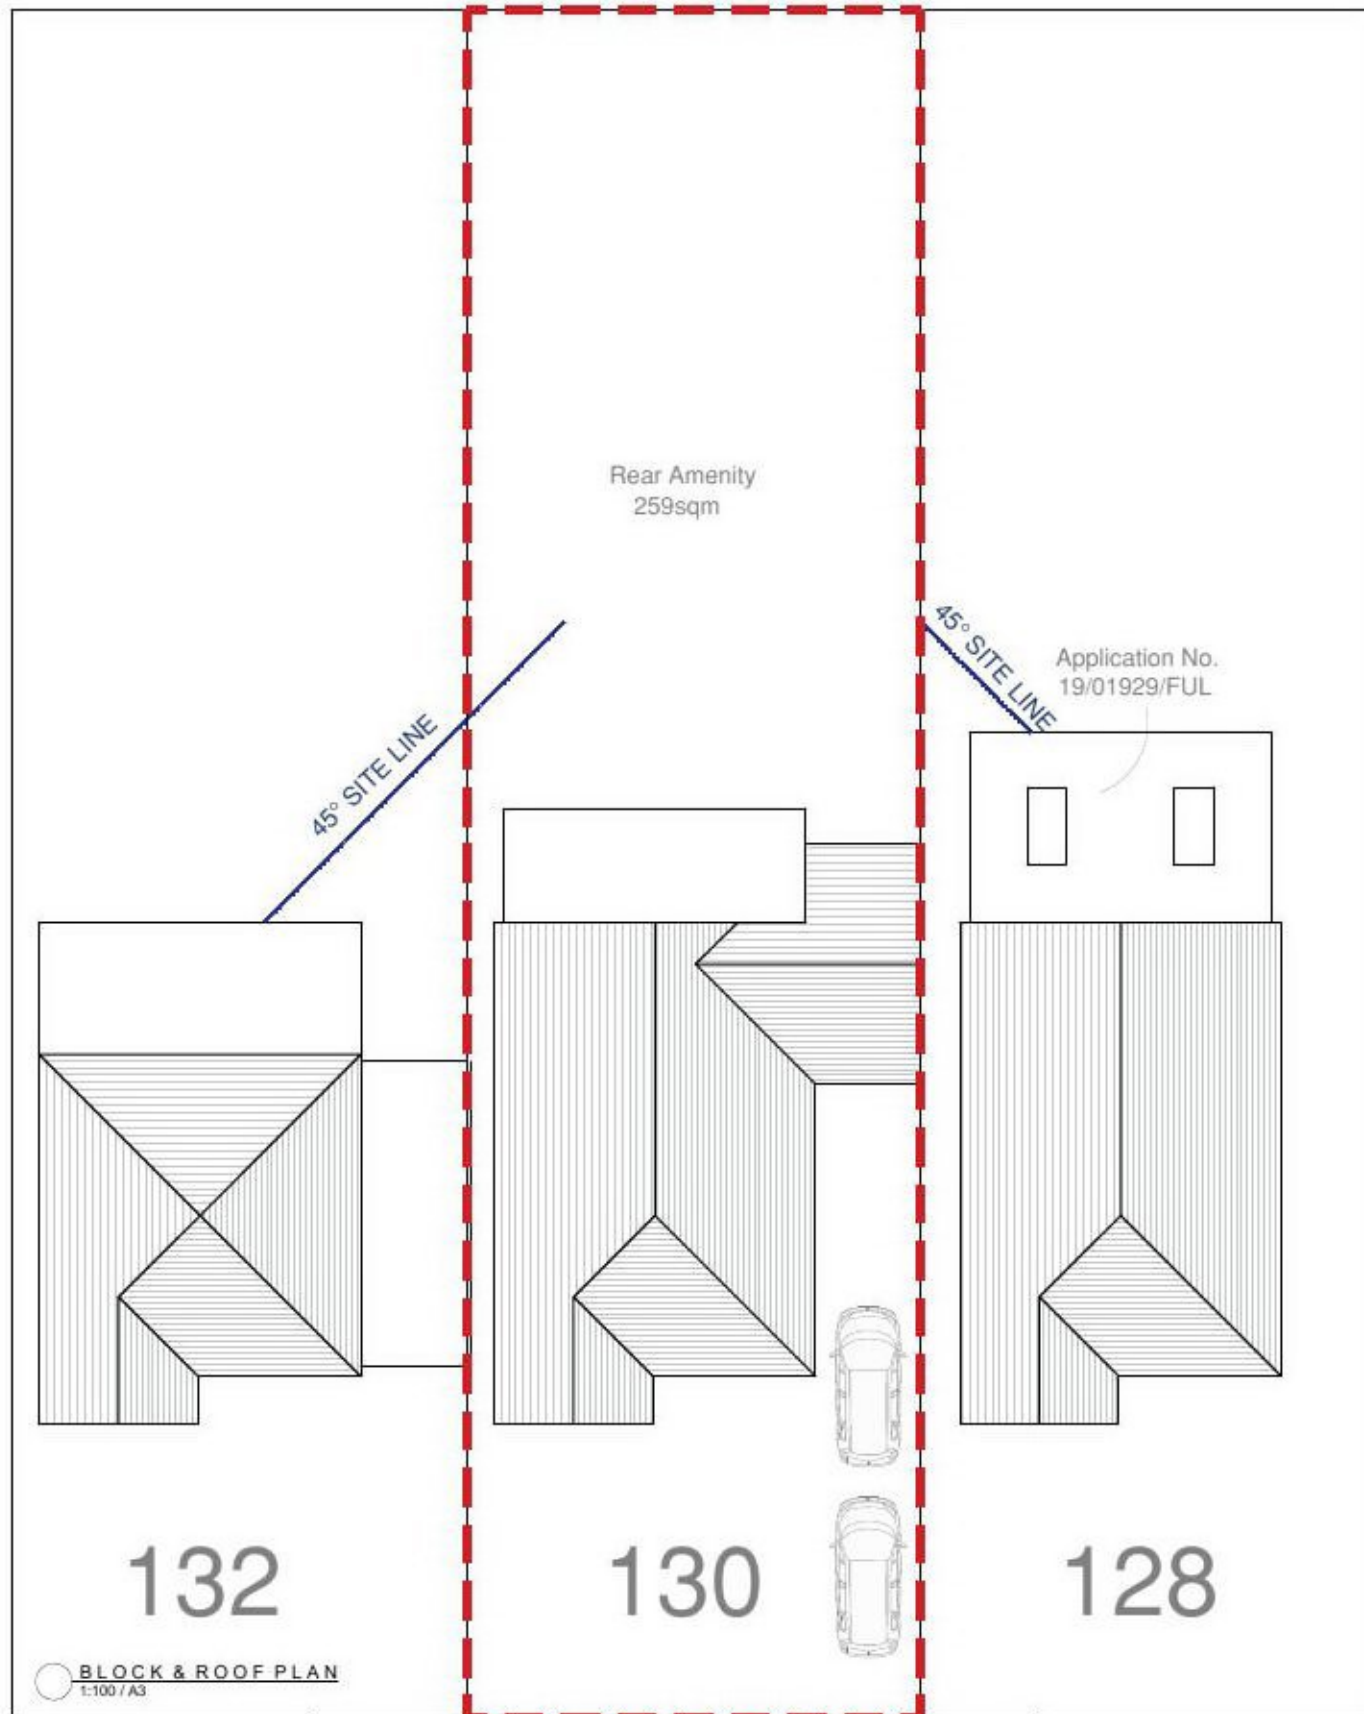 Rear Amenity
259sqm
45° SITE LINE
45° SITE LINE
Application No.
19/01929/FUL
132
130
128
BLOCK & ROOF PLAN
1:100 / A3